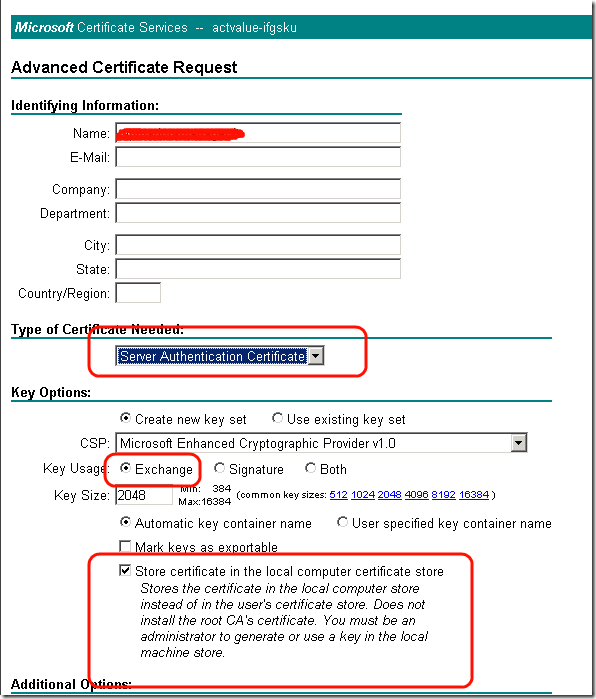 Microsoft Certificate Services -- actvalue-ifgsku
Advanced Certificate Request
Identifying Information:
Name:
E-Mail:
Company:
Department:
City:
State:
Country/Region:
Type of Certificate Needed:
Server Authentication Certificate
Key Options:
Create new key set Use existing key set
CSP: Microsoft Enhanced Cryptographic Provider v1.0
Key Usage: Exchange Signature Both
Key Size: 2048 Min: 384 Max:16384 (common key sizes: 512 1024 2048 4096 8192 16384 )
Automatic key container name User specified key container name
Mark keys as exportable
Store certificate in the local computer certificate store
Stores the certificate in the local computer store
instead of in the user's certificate store. Does not
install the root CA's certificate. You must be an
administrator to generate or use a key in the local
machine store.
Additional Options: